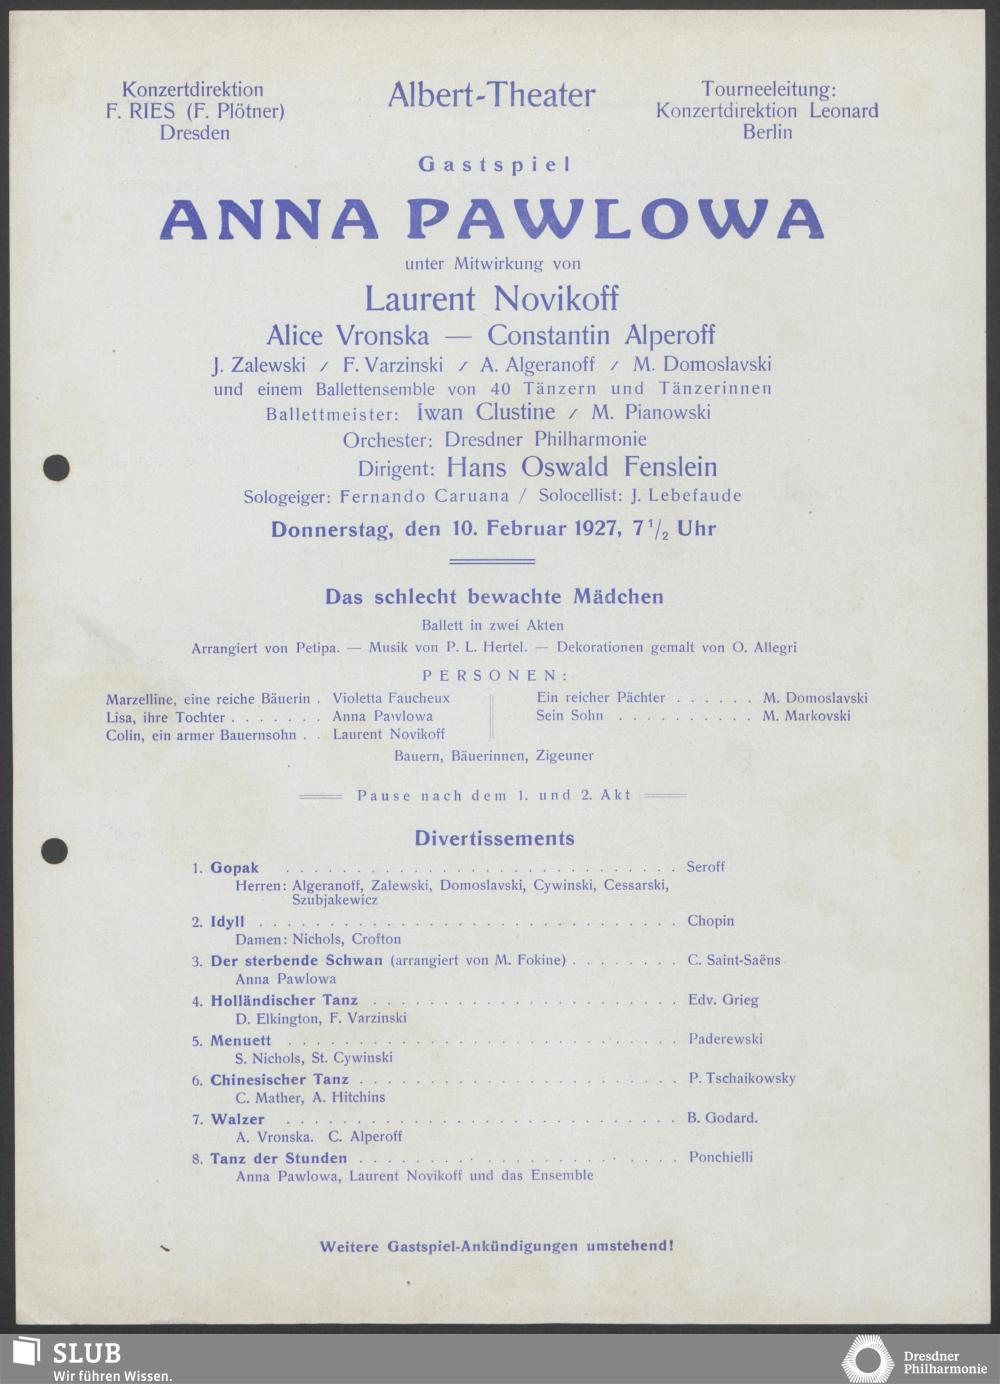 Konzertdirektion
F. RIES (F. Plötner)
Dresden
Albert-Theater
Tourneeleitung:
Konzertdirektion Leonard
Berlin
Gastspiel
ANNA PAWLOWA
unter Mitwirkung von
Laurent Novikoff
Alice Vronska — Constantin Alperoff
J. Zalewski / F. Varzinski / A. Algeranoff / M. Domoslavski
und einem Ballettensemble von 40 Tänzern und Tänzerinnen
Ballettmeister: Iwan Clustine / M. Pianowski
Orchester: Dresdner Philharmonie
Dirigent: Hans Oswald Fenslein
Sologeiger: Fernando Caruana / Solocellist: J. Lebefaude
Donnerstag, den 10. Februar 1927, 7 1/2 Uhr
Das schlecht bewachte Mädchen
Ballett in zwei Akten
Arrangiert von Petipa. — Musik von P. L. Hertel. — Dekorationen gemalt von O. Allegri
PERSONEN:
Marzelline, eine reiche Bäuerin . Violetta Faucheux
Lisa, ihre Tochter . . . . . . . Anna Pawlowa
Colin, ein armer Bauernsohn . . Laurent Novikoff
Ein reicher Pächter . . . . . . M. Domoslavski
Sein Sohn . . . . . . . . . . M. Markovski
Bauern, Bäuerinnen, Zigeuner
Pause nach dem 1. und 2. Akt
Divertissements
1. Gopak . . . . . . . . . . . . . . . . . . . . . . . . . . . . Seroff
Herren: Algeranoff, Zalewski, Domoslavski, Cywinski, Cessarski,
Szubjakewicz
2. Idyll . . . . . . . . . . . . . . . . . . . . . . . . . . . . . . Chopin
Damen: Nichols, Crofton
3. Der sterbende Schwan (arrangiert von M. Fokine) . . . . . . . . C. Saint-Saëns
Anna Pawlowa
4. Holländischer Tanz . . . . . . . . . . . . . . . . . . . . . . Edv. Grieg
D. Elkington, F. Varzinski
5. Menuett . . . . . . . . . . . . . . . . . . . . . . . . . . . . Paderewski
S. Nichols, St. Cywinski
6. Chinesischer Tanz . . . . . . . . . . . . . . . . . . . . . . . P. Tschaikowsky
C. Mather, A. Hitchins
7. Walzer . . . . . . . . . . . . . . . . . . . . . . . . . . . . B. Godard.
A. Vronska. C. Alperoff
8. Tanz der Stunden . . . . . . . . . . . . . . . . . . . . . . . Ponchielli
Anna Pawlowa, Laurent Novikoff und das Ensemble
Weitere Gastspiel-Ankündigungen umstehend!
SLUB
Wir führen Wissen.
Dresdner
Philharmonie